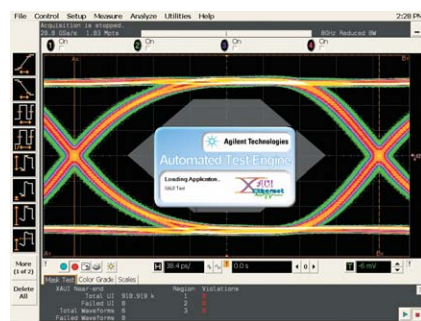 File Control Setup Measure Analyze Utilities Help 2:28 PM
Acquisition is stopped.
20.0 GSa/s 1.03 Mpts 8GHz Reduced BW
1 On 2 On 3 On 4 On
Agilent Technologies
Automated Test Engine
Loading Application...
XAUI Test
XAUI
Ethernet
More
(1 of 2)
Delete
All
H 38.4 ps/ 0.0 s 0 T -6 mV
Mask Test Color Grade Scales
XAUI Near-end Region Violations
Total UI 918.919 k 1 0
Failed UI 0 2 0
Total Waveforms 6 3 0
Failed Waveforms 0